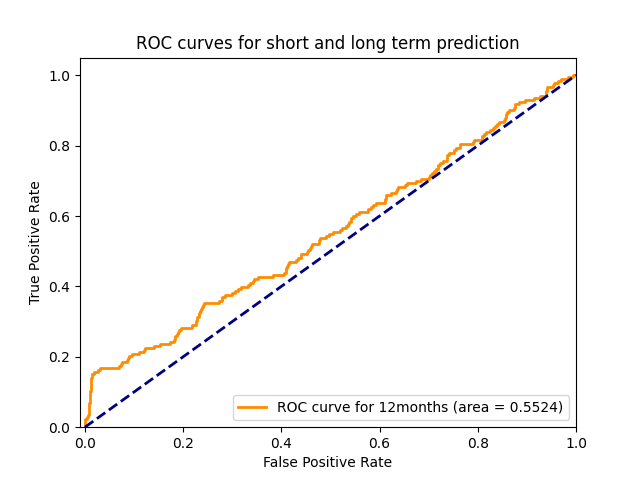 ROC curves for short and long term prediction
1.0
0.8
0.6
0.4
0.2
0.0
True Positive Rate
ROC curve for 12months (area = 0.5524)
0.0 0.2 0.4 0.6 0.8 1.0
False Positive Rate